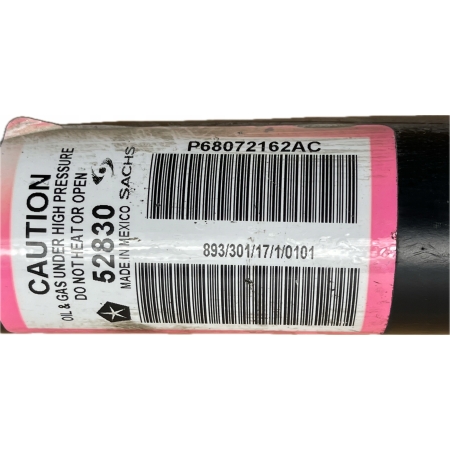 CAUTION
OIL & GAS UNDER HIGH PRESSURE
DO NOT HEAT OR OPEN
52830
MADE IN MEXICO SACHS
P68072162AC
893/301/17/1/0101